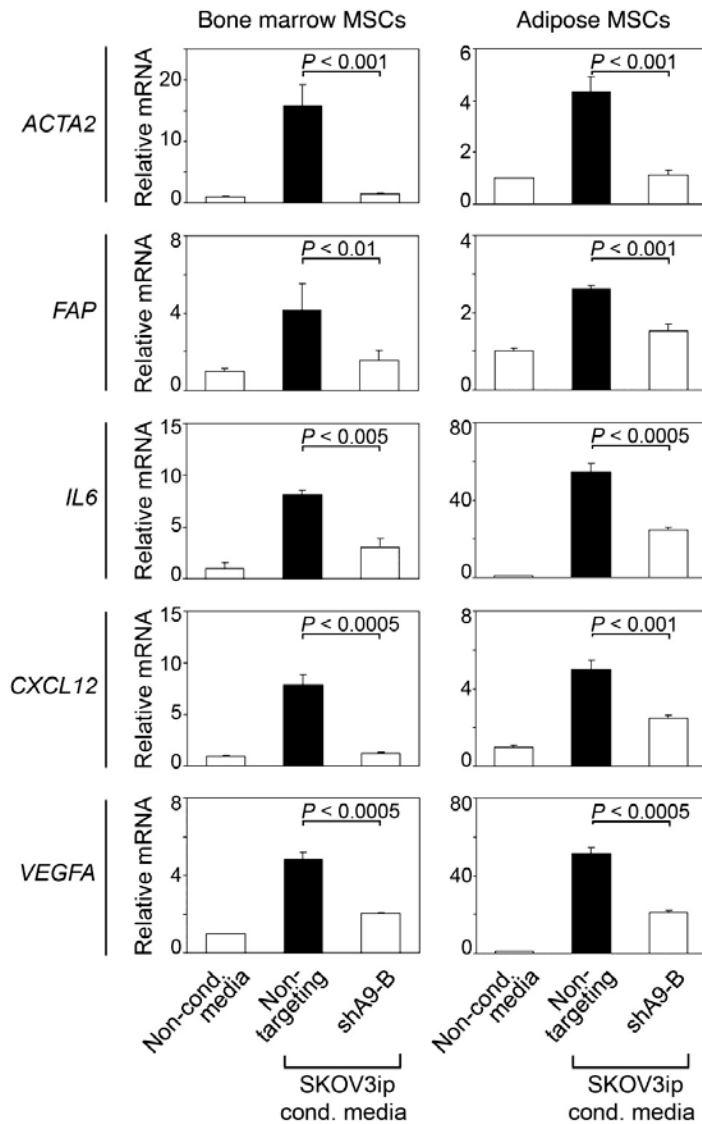 Bone marrow MSCs
Adipose MSCs
ACTA2
Relative mRNA
20
10
0
P < 0.001
6
4
2
0
P < 0.001
FAP
Relative mRNA
8
4
0
P < 0.01
4
2
0
P < 0.001
IL6
Relative mRNA
15
10
5
0
P < 0.005
80
40
0
P < 0.0005
CXCL12
Relative mRNA
15
10
5
0
P < 0.0005
8
4
0
P < 0.001
VEGFA
Relative mRNA
8
4
0
P < 0.0005
80
40
0
P < 0.0005
Non-cond.
media
Non-
targeting
shA9-B
Non-cond.
media
Non-
targeting
shA9-B
SKOV3ip
cond. media
SKOV3ip
cond. media